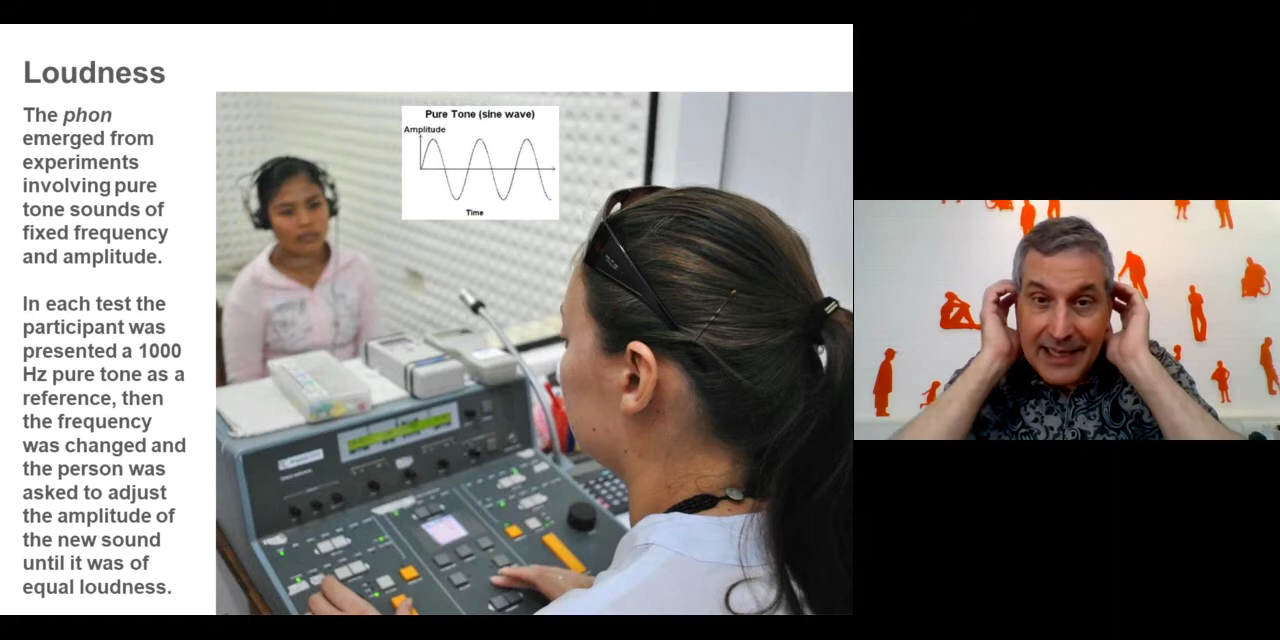 Loudness
The phon
emerged from
experiments
involving pure
tone sounds of
fixed frequency
and amplitude.
In each test the
participant was
presented a 1000
Hz pure tone as a
reference, then
the frequency
was changed and
the person was
asked to adjust
the amplitude of
the new sound
until it was of
equal loudness.
Pure Tone (sine wave)
Amplitude
Time